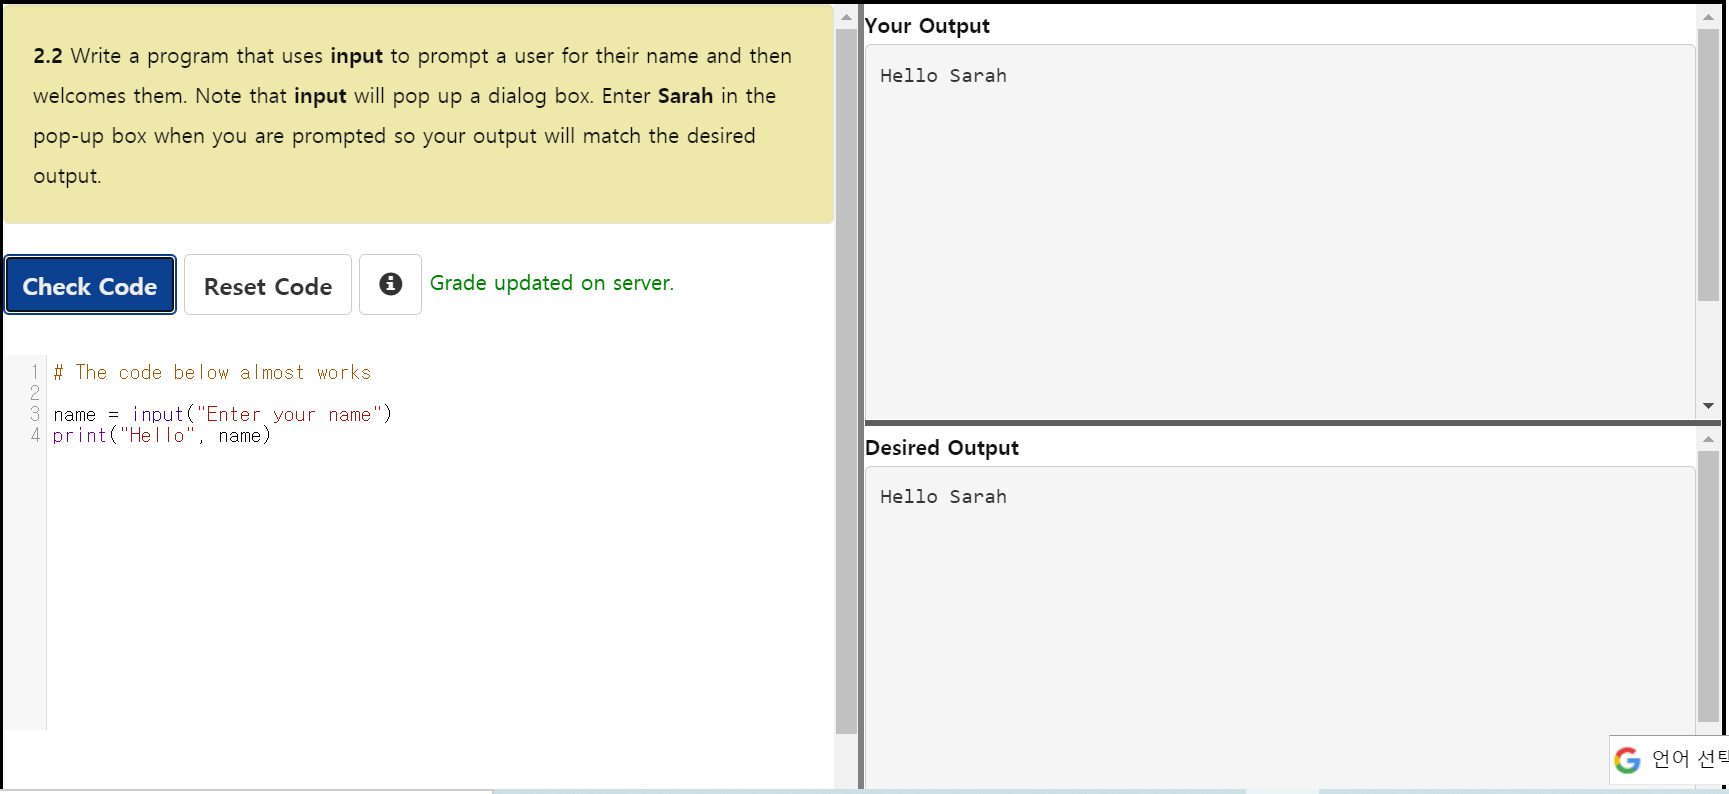 2.2 Write a program that uses input to prompt a user for their name and then
welcomes them. Note that input will pop up a dialog box. Enter Sarah in the
pop-up box when you are prompted so your output will match the desired
output.
Check Code
Reset Code
Grade updated on server.
1 # The code below almost works
2
3 name = input("Enter your name")
4 print("Hello", name)
Your Output
Hello Sarah
Desired Output
Hello Sarah
언어